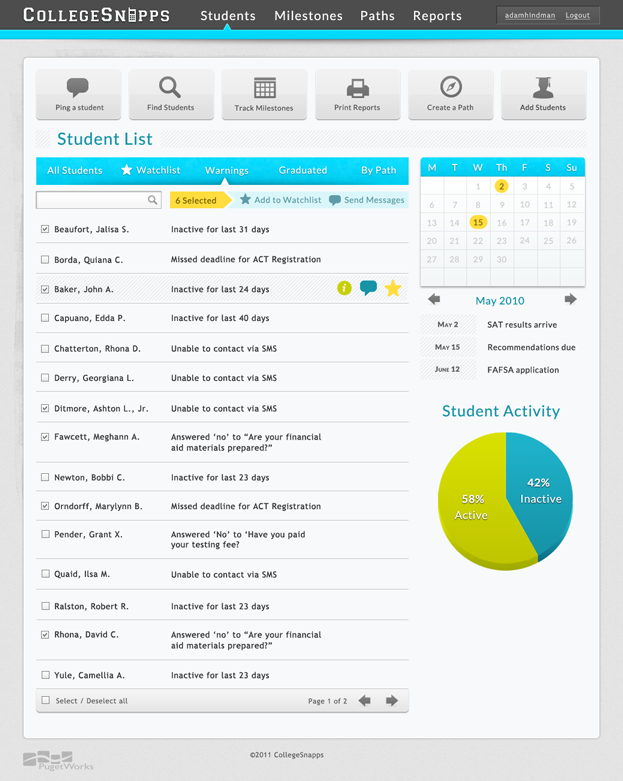 COLLEGESNAPPS
Students Milestones Paths Reports
adamhindman Logout
Ping a student
Find Students
Track Milestones
Print Reports
Create a Path
Add Students
Student List
All Students Watchlist Warnings Graduated By Path
6 Selected Add to Watchlist Send Messages
Beaufort, Jalisa S. Inactive for last 31 days
Borda, Quiana C. Missed deadline for ACT Registration
Baker, John A. Inactive for last 24 days
Capuano, Edda P. Inactive for last 40 days
Chatterton, Rhona D. Unable to contact via SMS
Derry, Georgiana L. Unable to contact via SMS
Ditmore, Ashton L., Jr. Unable to contact via SMS
Fawcett, Meghann A. Answered ‘no’ to “Are your financial
aid materials prepared?”
Newton, Bobbi C. Inactive for last 23 days
Orndorff, Marylynn B. Missed deadline for ACT Registration
Pender, Grant X. Answered ‘No’ to ‘Have you paid
your testing fee?
Quaid, Ilsa M. Unable to contact via SMS
Ralston, Robert R. Inactive for last 23 days
Rhona, David C. Answered ‘no’ to “Are your financial
aid materials prepared?”
Yule, Camellia A. Inactive for last 23 days
Select / Deselect all Page 1 of 2
M T W Th F S Su
1 2 3 4 5
6 7 8 9 10 11 12
13 14 15 16 17 18 19
20 21 22 23 24 25 26
27 28 29 30
May 2010
May 2 SAT results arrive
May 15 Recommendations due
June 12 FAFSA application
Student Activity
42%
Inactive
58%
Active
PugetWorks
©2011 CollegeSnapps